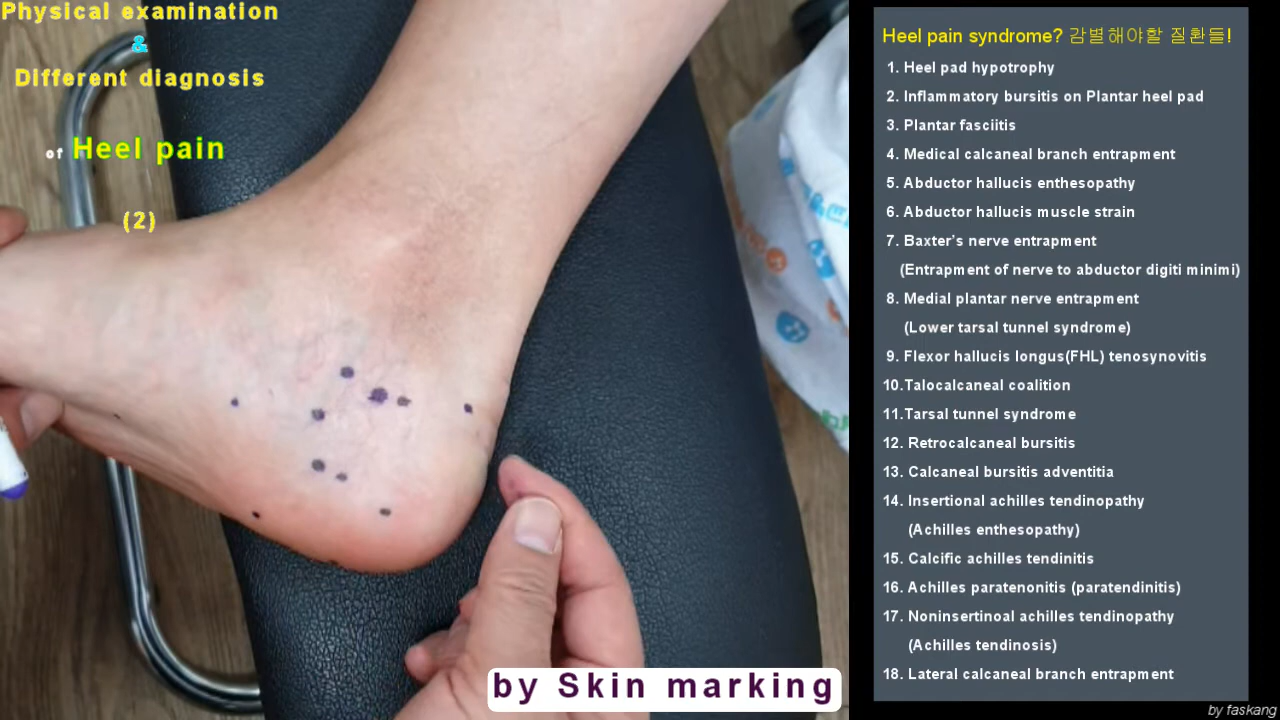 Physical examination
&
Different diagnosis
of Heel pain
(2)
by Skin marking
Heel pain syndrome? 감별해야할 질환들!
1. Heel pad hypotrophy
2. Inflammatory bursitis on Plantar heel pad
3. Plantar fasciitis
4. Medical calcaneal branch entrapment
5. Abductor hallucis enthesopathy
6. Abductor hallucis muscle strain
7. Baxter's nerve entrapment
(Entrapment of nerve to abductor digiti minimi)
8. Medial plantar nerve entrapment
(Lower tarsal tunnel syndrome)
9. Flexor hallucis longus(FHL) tenosynovitis
10.Talocalcaneal coalition
11.Tarsal tunnel syndrome
12. Retrocalcaneal bursitis
13. Calcaneal bursitis adventitia
14. Insertional achilles tendinopathy
(Achilles enthesopathy)
15. Calcific achilles tendinitis
16. Achilles paratenonitis (paratendinitis)
17. Noninsertinoal achilles tendinopathy
(Achilles tendinosis)
18. Lateral calcaneal branch entrapment
by faskang